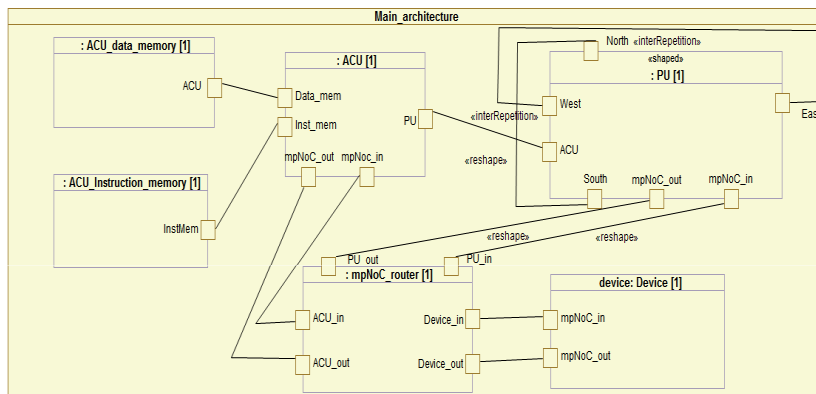 Main_architecture
: ACU_data_memory [1]
ACU
: ACU [1]
Data_mem
Inst_mem
PU
mpNoC_out
mpNoc_in
North
«interRepetition»
«shaped»
: PU [1]
West
«interRepetition»
ACU
«reshape»
Eas
South
mpNoC_out
mpNoC_in
: ACU_Instruction_memory [1]
InstMem
«reshape»
«reshape»
PU_out
PU_in
: mpNoC_router [1]
ACU_in
ACU_out
Device_in
Device_out
device: Device [1]
mpNoC_in
mpNoC_out